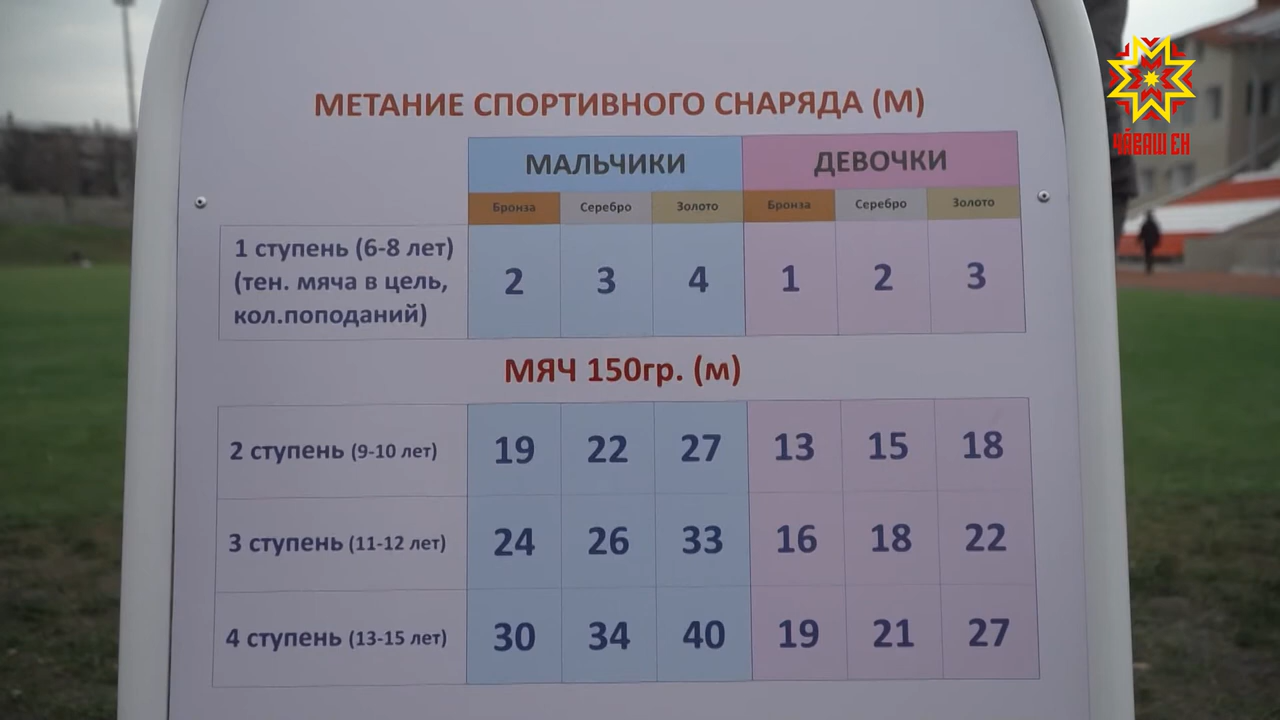 МЕТАНИЕ СПОРТИВНОГО СНАРЯДА (М)
ЧӐВАШ ЕН
МАЛЬЧИКИ ДЕВОЧКИ
Бронза Серебро Золото Бронза Серебро Золото
1 ступень (6-8 лет)
(тен. мяча в цель,
кол.поподаний)
2 3 4 1 2 3
МЯЧ 150гр. (м)
2 ступень (9-10 лет) 19 22 27 13 15 18
3 ступень (11-12 лет) 24 26 33 16 18 22
4 ступень (13-15 лет) 30 34 40 19 21 27